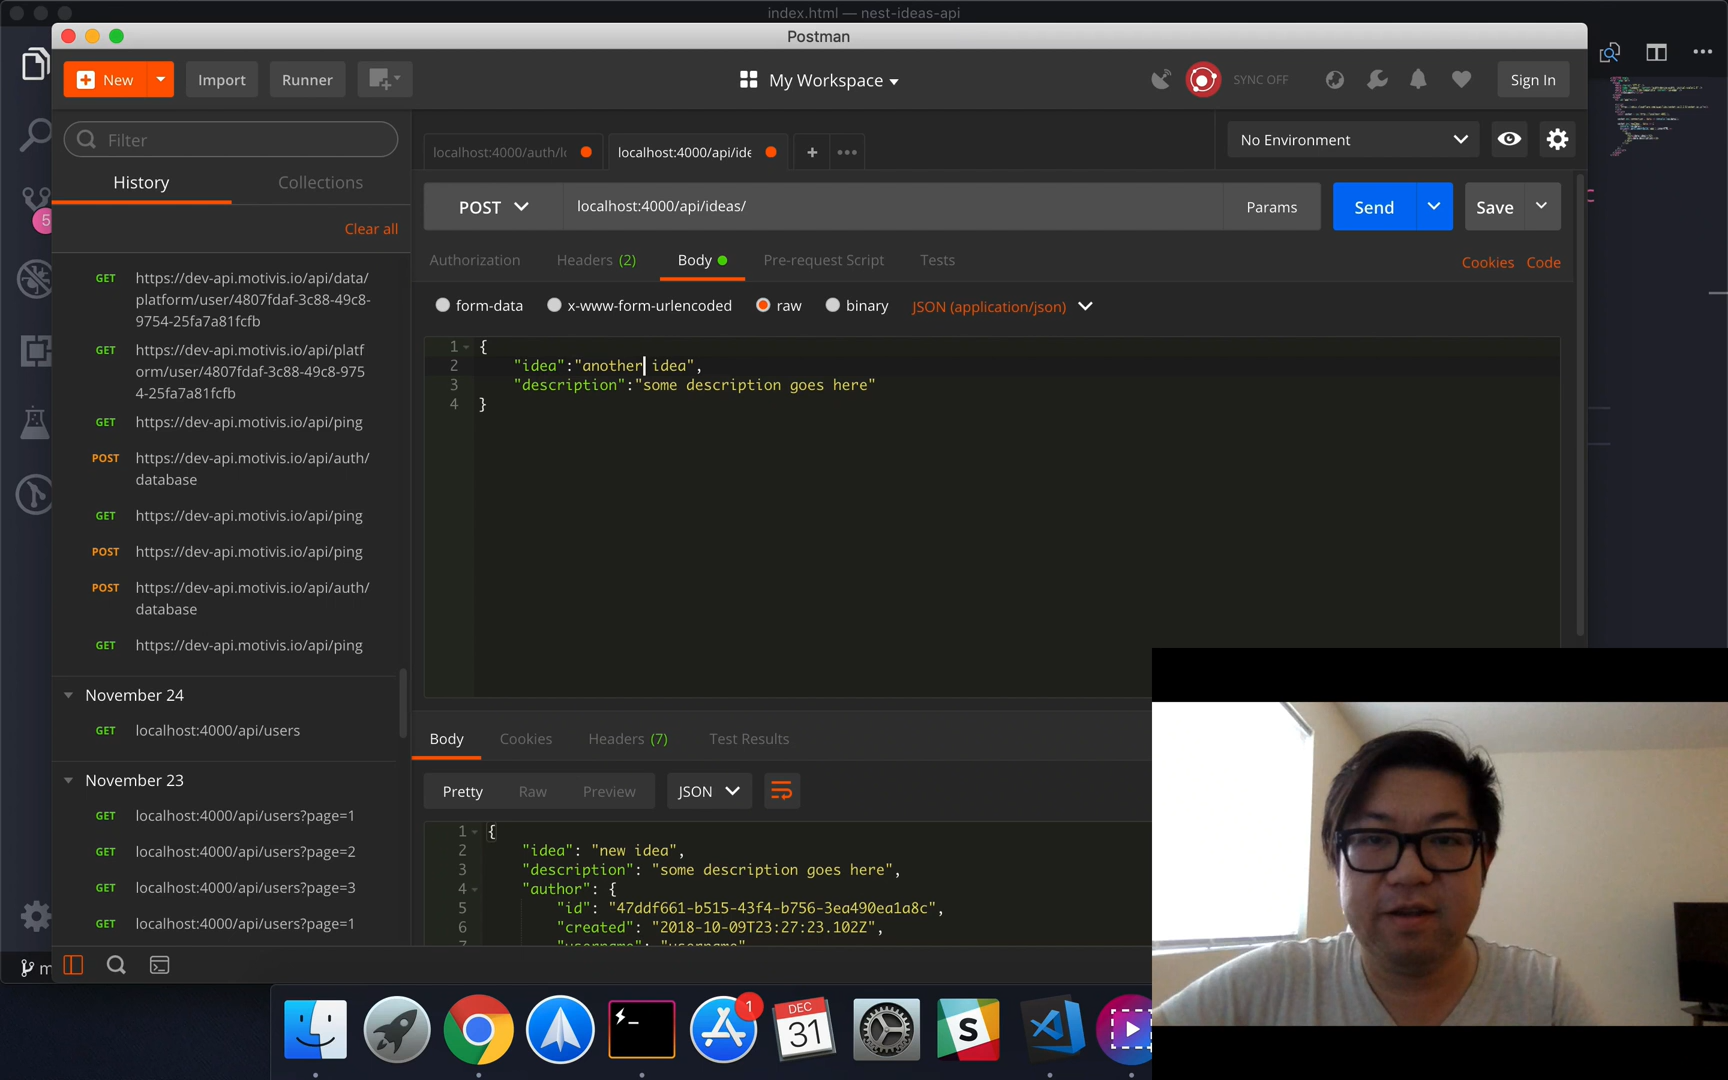 index.html — nest-ideas-api
Postman
New
Import
Runner
My Workspace
SYNC OFF
Sign In
Filter
History
Collections
Clear all
GET https://dev-api.motivis.io/api/data/
platform/user/4807fdaf-3c88-49c8-
9754-25fa7a81fcfb
GET https://dev-api.motivis.io/api/platf
orm/user/4807fdaf-3c88-49c8-975
4-25fa7a81fcfb
GET https://dev-api.motivis.io/api/ping
POST https://dev-api.motivis.io/api/auth/
database
GET https://dev-api.motivis.io/api/ping
POST https://dev-api.motivis.io/api/ping
POST https://dev-api.motivis.io/api/auth/
database
GET https://dev-api.motivis.io/api/ping
November 24
GET localhost:4000/api/users
November 23
GET localhost:4000/api/users?page=1
GET localhost:4000/api/users?page=2
GET localhost:4000/api/users?page=3
GET localhost:4000/api/users?page=1
localhost:4000/auth/lo
localhost:4000/api/ide
No Environment
POST
localhost:4000/api/ideas/
Params
Send
Save
Authorization
Headers (2)
Body
Pre-request Script
Tests
Cookies
Code
form-data
x-www-form-urlencoded
raw
binary
JSON (application/json)
1 {
2 "idea":"another idea",
3 "description":"some description goes here"
4 }
Body
Cookies
Headers (7)
Test Results
Pretty
Raw
Preview
JSON
1 {
2 "idea": "new idea",
3 "description": "some description goes here",
4 "author": {
5 "id": "47ddf661-b515-43f4-b756-3ea490ea1a8c",
6 "created": "2018-10-09T23:27:23.102Z",
7 "username": "username"
5
m
1
DEC
31
S